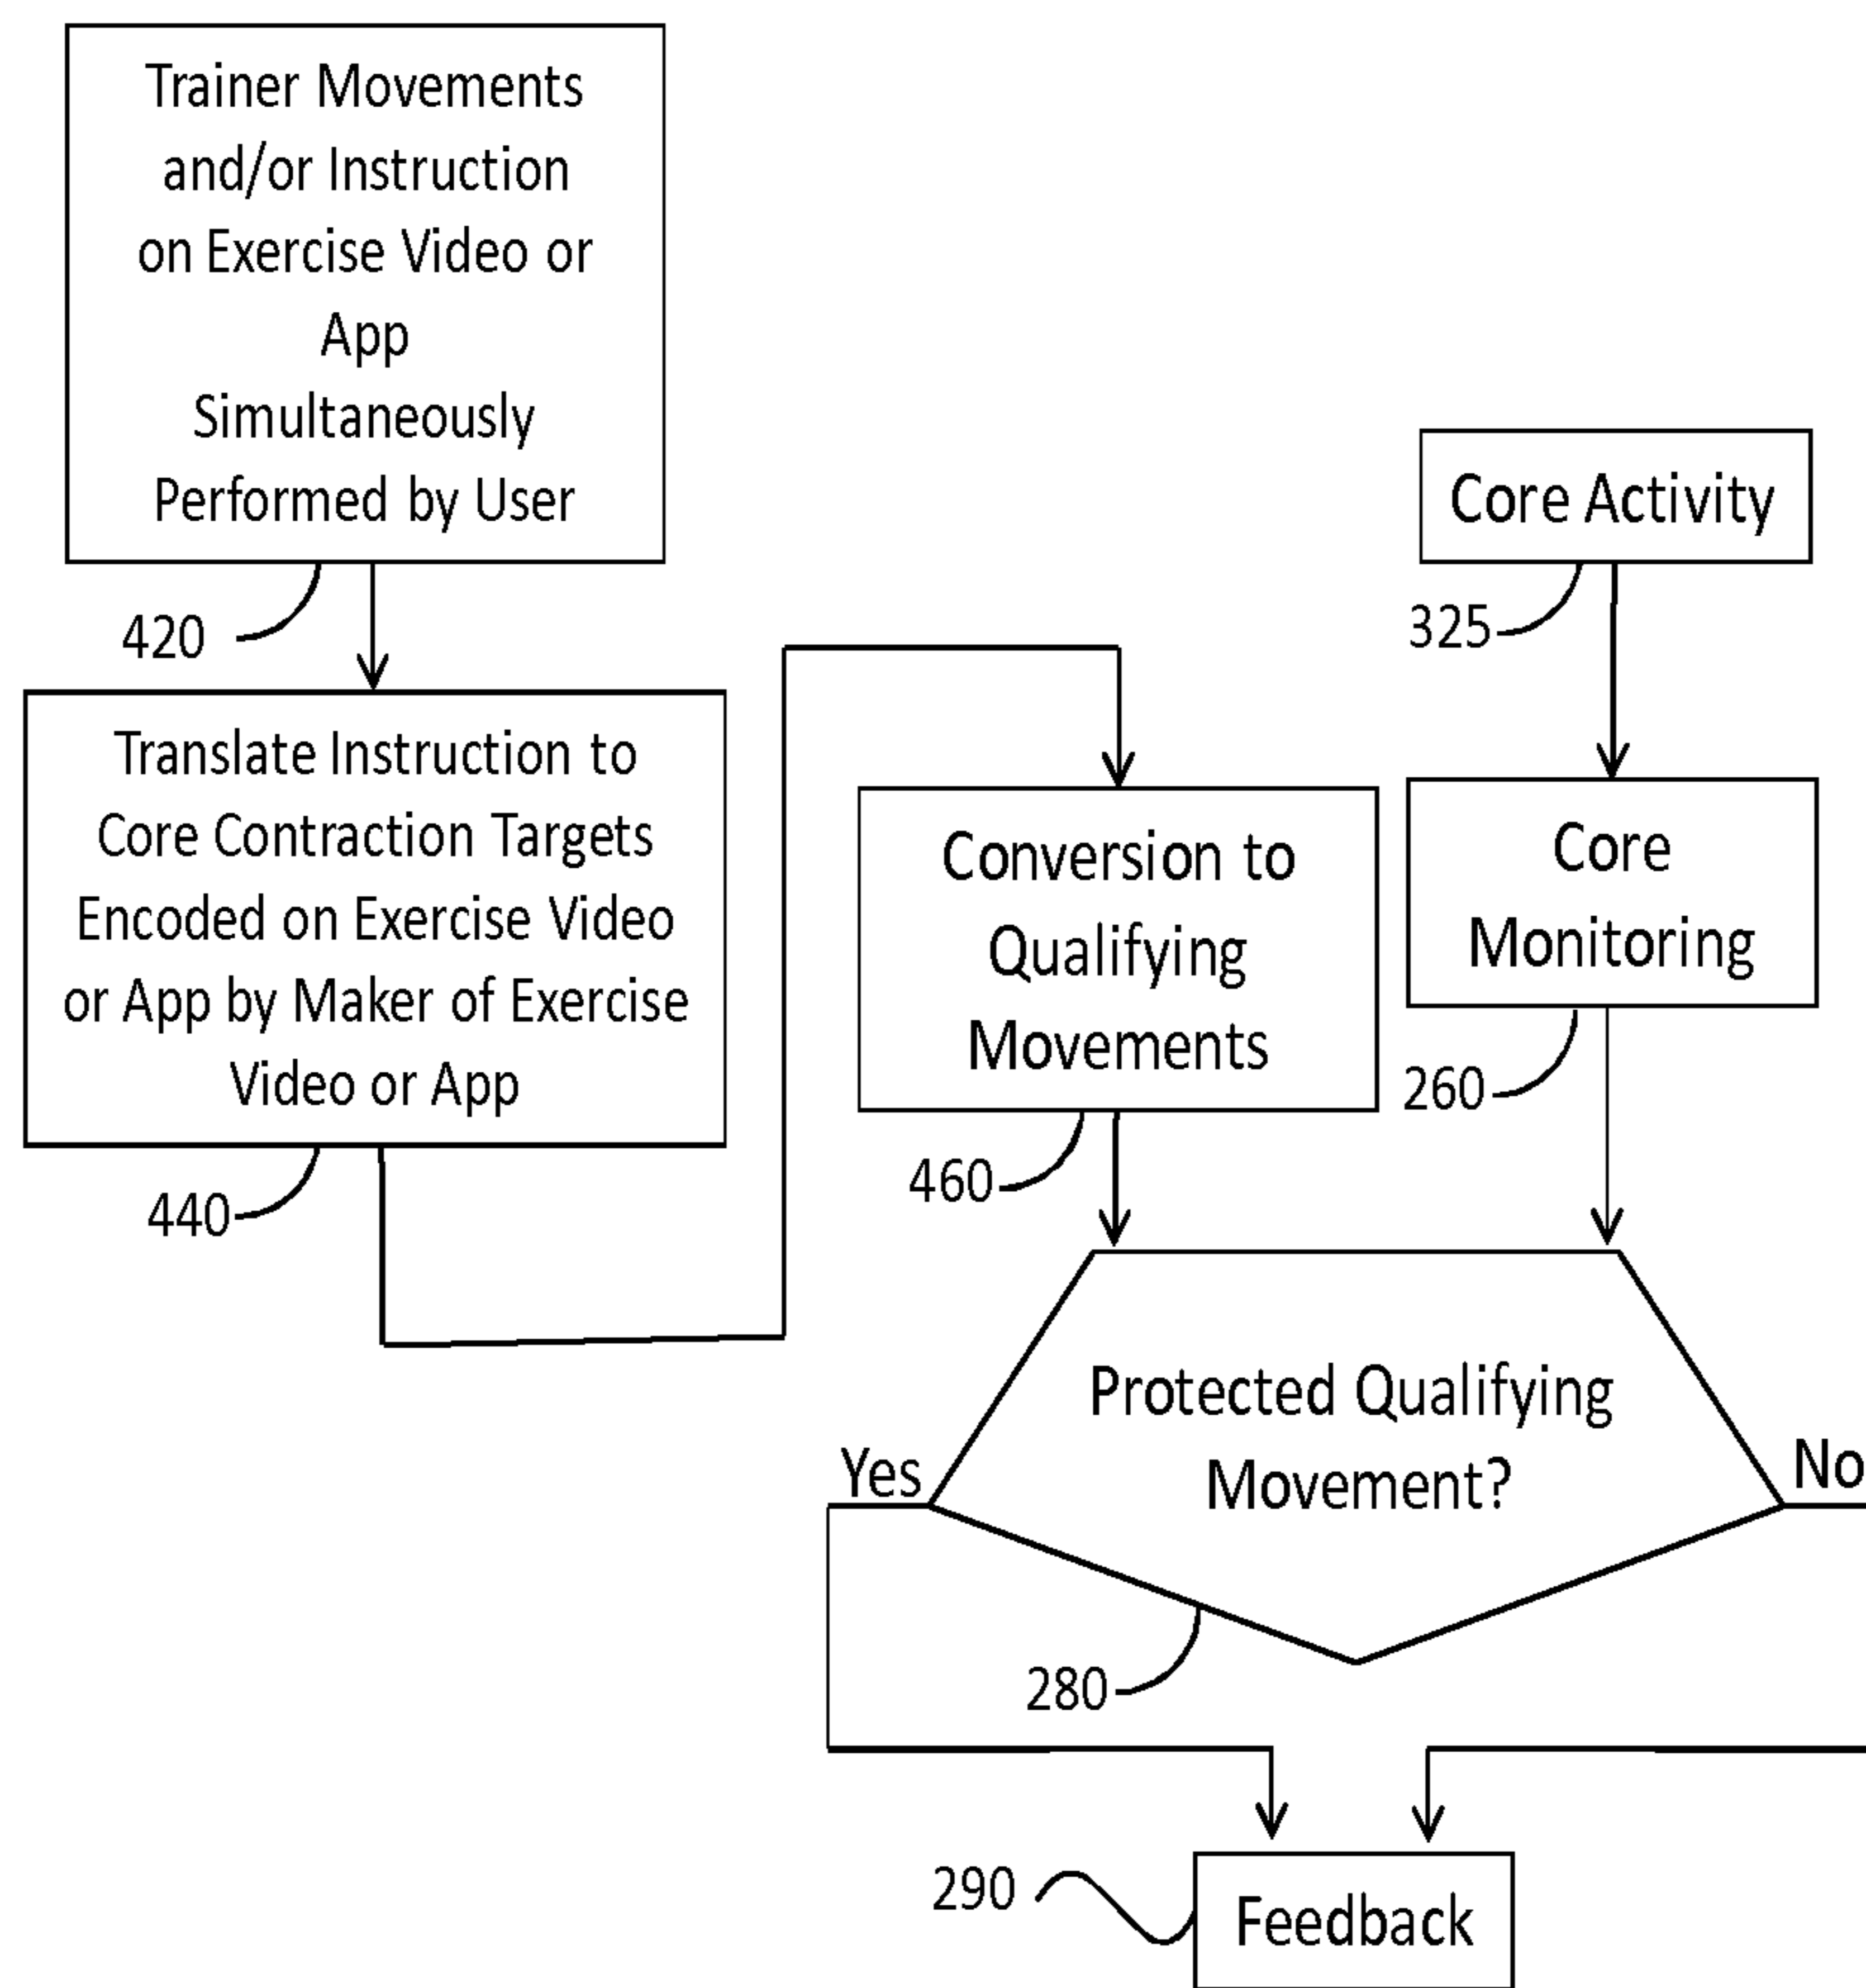 Trainer Movements
and/or Instruction
on Exercise Video or
App
Simultaneously
Performed by User
420
Translate Instruction to
Core Contraction Targets
Encoded on Exercise Video
or App by Maker of Exercise
Video or App
440
Core Activity
325
Conversion to
Qualifying
Movements
460
Core
Monitoring
260
Protected Qualifying
Movement?
Yes
No
280
290
Feedback